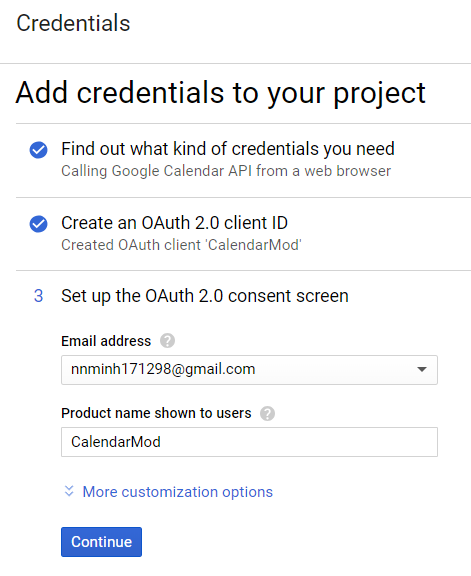 Credentials
Add credentials to your project
Find out what kind of credentials you need
Calling Google Calendar API from a web browser
Create an OAuth 2.0 client ID
Created OAuth client 'CalendarMod'
3 Set up the OAuth 2.0 consent screen
Email address ?
nnminh171298@gmail.com
Product name shown to users ?
CalendarMod
More customization options
Continue